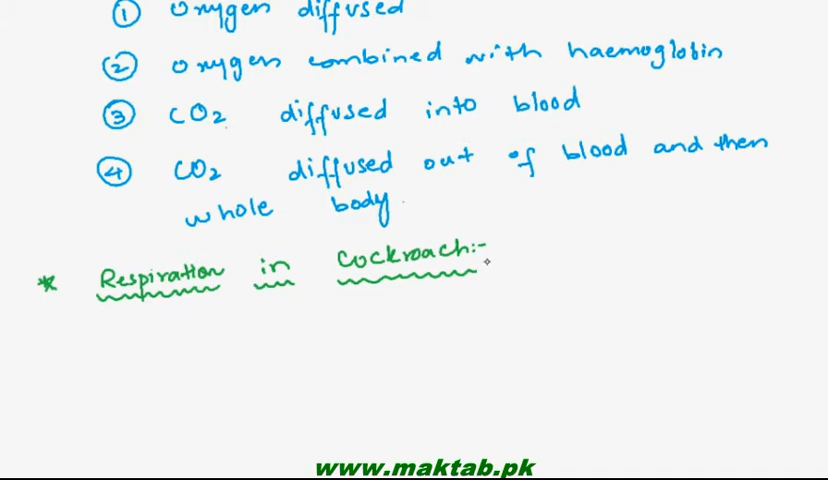 ① Oxygen diffused
② Oxygen combined with haemoglobin
③ CO2 diffused into blood
④ CO2 diffused out of blood and then
whole body
* Respiration in Cockroach:-
www.maktab.pk